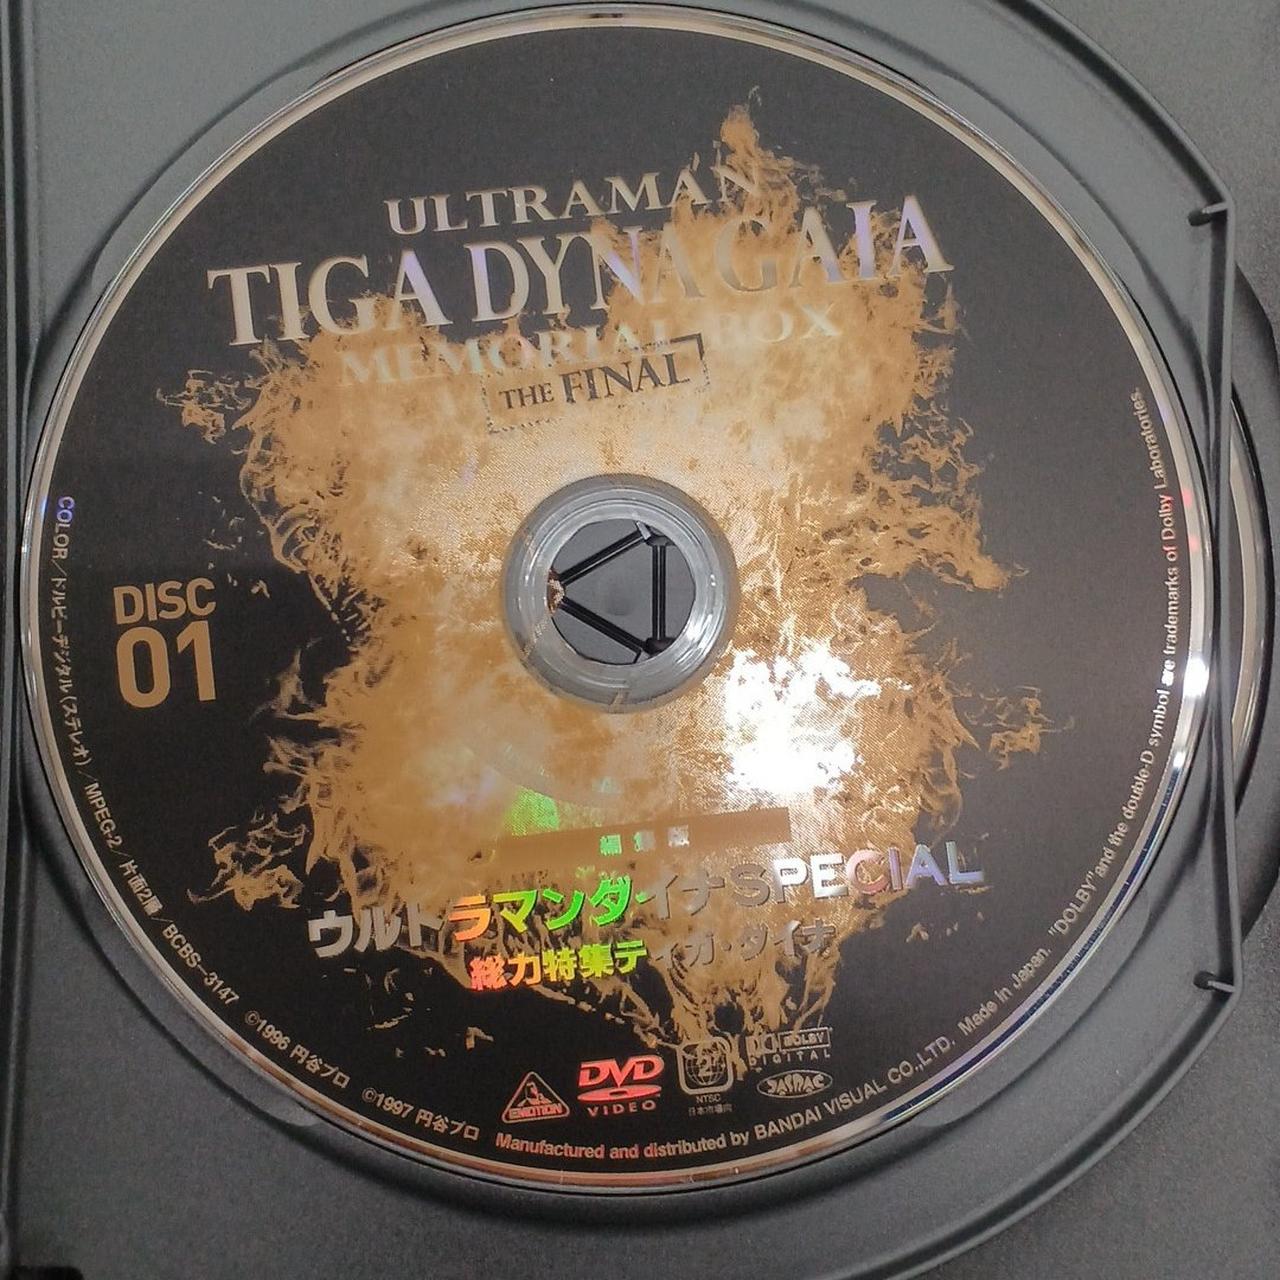 ULTRAMAN
TIGA DYNA GAIA
MEMORIAL BOX
THE FINAL
DISC
01
編集版
ウルトラマンダイナSPECIAL
総力特集ティガ・ダイナ
COLOR/ドルビーデジタル(ステレオ)/MPEG-2/片面2層/BCBS-3147 ©1996 円谷プロ ©1997 円谷プロ
EMOTION
DVD
VIDEO
2
NTSC
日本市場向
DOLBY
DIGITAL
JASRAC
Manufactured and distributed by BANDAI VISUAL CO.,LTD. Made in Japan. "DOLBY"and the double-D symbol are trademarks of Dolby Laboratories.